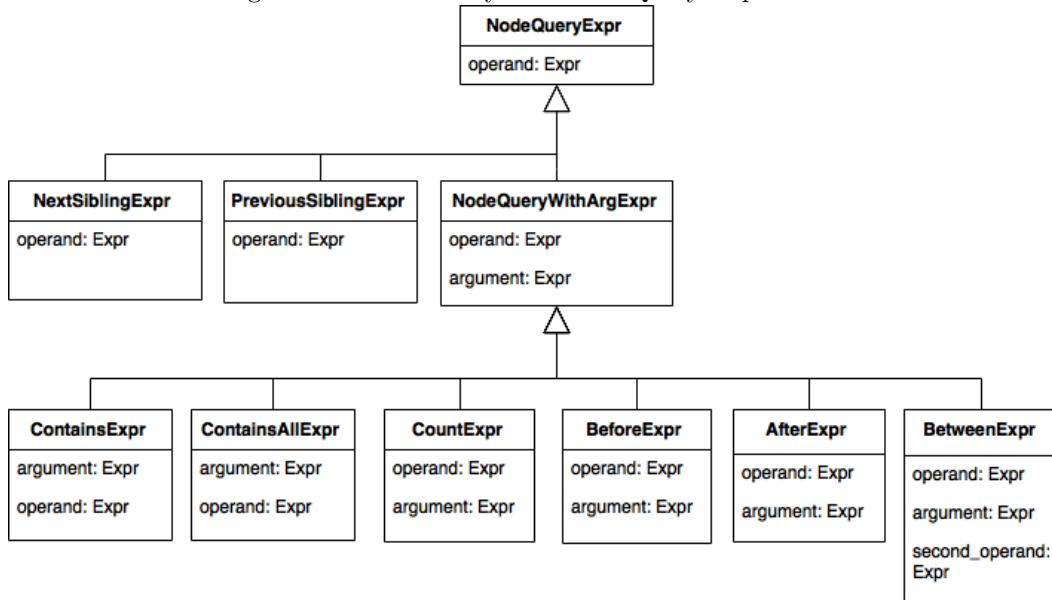 NodeQueryExpr
operand: Expr
NextSiblingExpr
operand: Expr
PreviousSiblingExpr
operand: Expr
NodeQueryWithArgExpr
operand: Expr
argument: Expr
ContainsExpr
argument: Expr
operand: Expr
ContainsAllExpr
argument: Expr
operand: Expr
CountExpr
operand: Expr
argument: Expr
BeforeExpr
operand: Expr
argument: Expr
AfterExpr
operand: Expr
argument: Expr
BetweenExpr
operand: Expr
argument: Expr
second_operand:
Expr